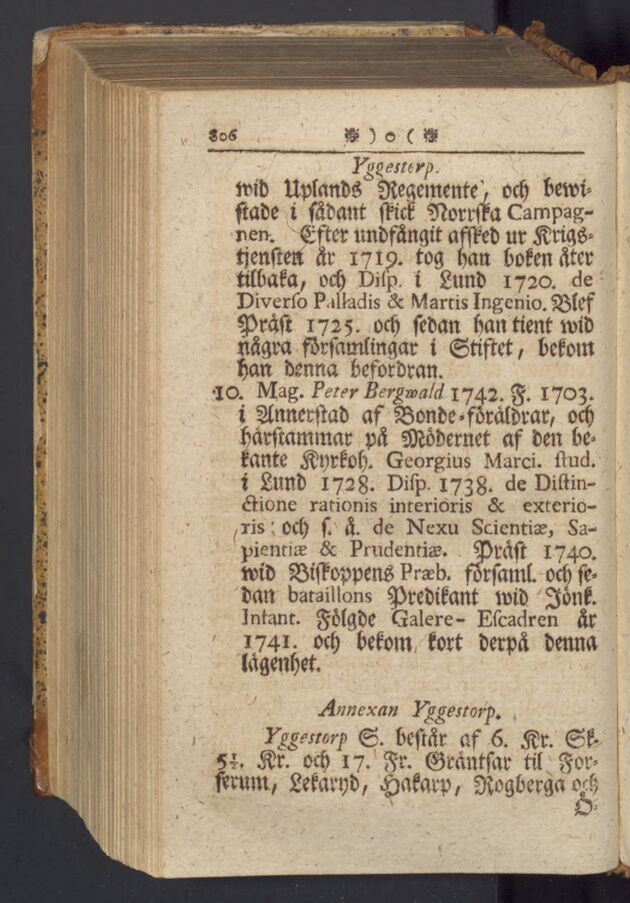 806 ❀ ) o ( ❀
Yggestorp.
wid Uplands Regemente, och bewi-
stade i sådant skick Norrska Campag-
nen. Efter undfångit afsked ur Krigs-
tjensten år 1719. tog han boken åter
tilbaka, och Disp. i Lund 1720. de
Diverso Palladis & Martis Ingenio. Blef
Präst 1725. och sedan han tient wid
några församlingar i Stiftet, bekom
han denna befordran.
10. Mag. Peter Bergwald 1742. F. 1703.
i Annerstad af Bonde-föräldrar, och
härstammar på Mödernet af den be-
kante Kyrkoh. Georgius Marci. stud.
i Lund 1728. Disp. 1738. de Distin-
ctione rationis interioris & exterio-
ris; och s. å. de Nexu Scientiæ, Sa-
pientiæ & Prudentiæ. Präst 1740.
wid Biskoppens Præb. församl. och se-
dan bataillons Predikant wid Jönk.
Infant. Fölgde Galere-Escadren år
1741. och bekom kort derpå denna
lägenhet.
Annexan Yggestorp.
Yggestorp S. består af 6. Kr. Sk.
5½. Kr. och 17. Fr. Gräntsar til For-
serum, Lekaryd, Hakarp, Rogberga och
Ö-